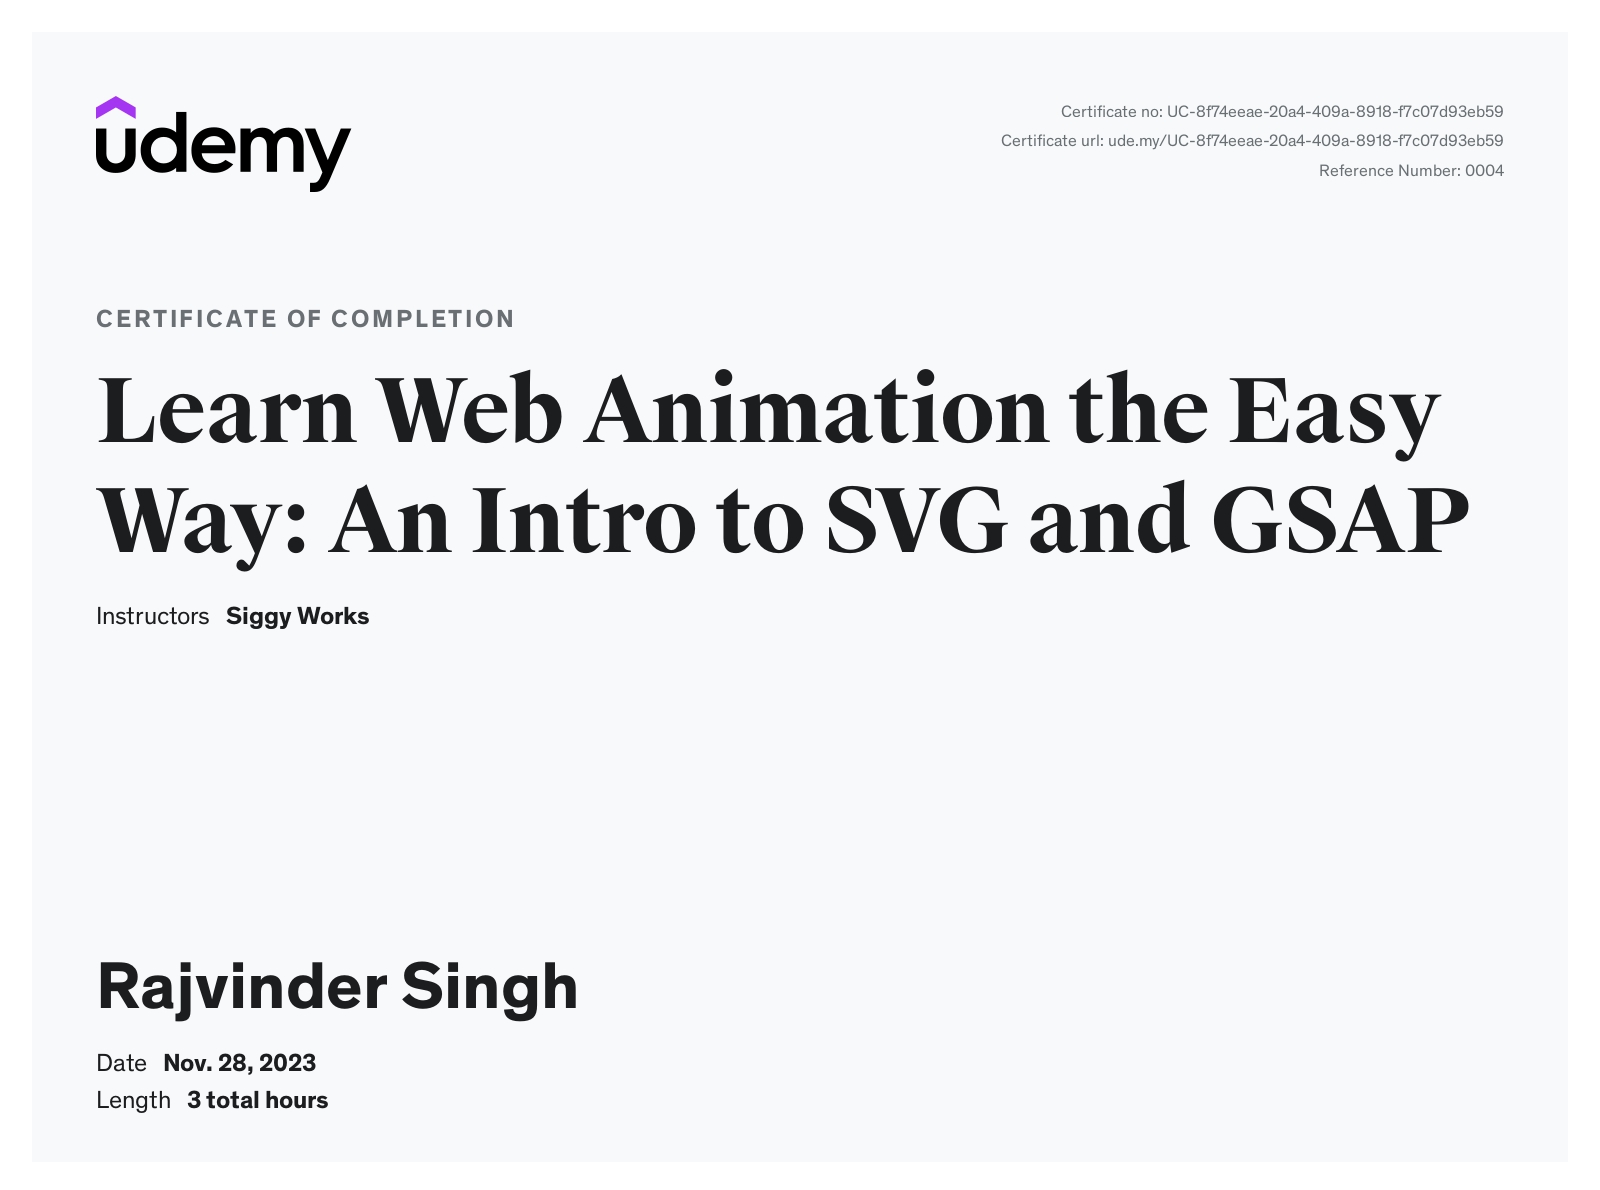 udemy
Certificate no: UC-8f74eeae-20a4-409a-8918-f7c07d93eb59
Certificate url: ude.my/UC-8f74eeae-20a4-409a-8918-f7c07d93eb59
Reference Number: 0004
CERTIFICATE OF COMPLETION
Learn Web Animation the Easy
Way: An Intro to SVG and GSAP
Instructors Siggy Works
Rajvinder Singh
Date Nov. 28, 2023
Length 3 total hours